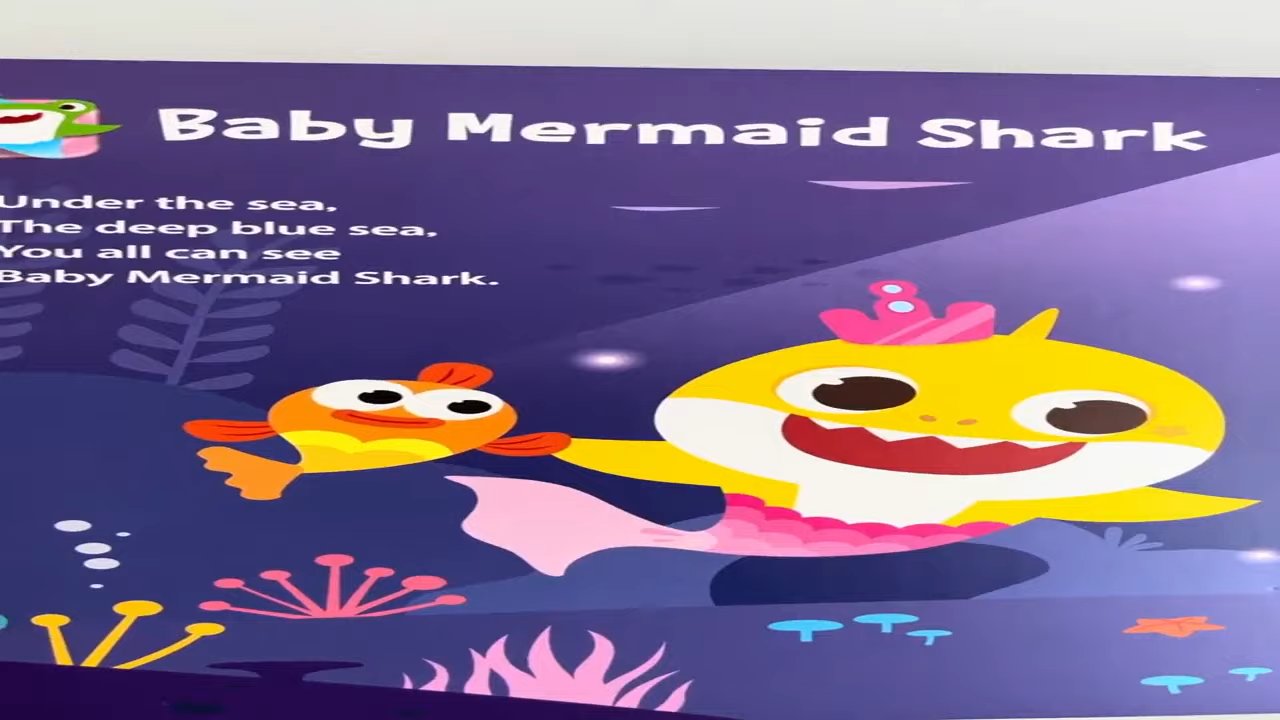 Baby Mermaid Shark
Under the sea,
The deep blue sea,
You all can see
Baby Mermaid Shark.